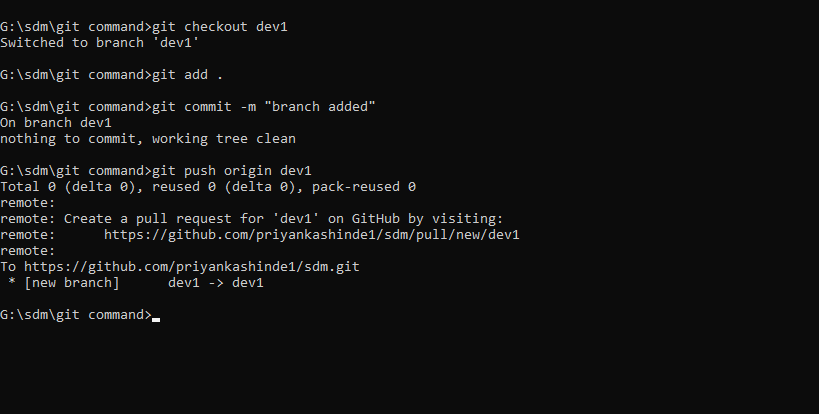 G:\sdm\git command>git checkout dev1
Switched to branch 'dev1'
G:\sdm\git command>git add .
G:\sdm\git command>git commit -m "branch added"
On branch dev1
nothing to commit, working tree clean
G:\sdm\git command>git push origin dev1
Total 0 (delta 0), reused 0 (delta 0), pack-reused 0
remote:
remote: Create a pull request for 'dev1' on GitHub by visiting:
remote:      https://github.com/priyankashinde1/sdm/pull/new/dev1
remote:
To https://github.com/priyankashinde1/sdm.git
 * [new branch]      dev1 -> dev1
G:\sdm\git command>